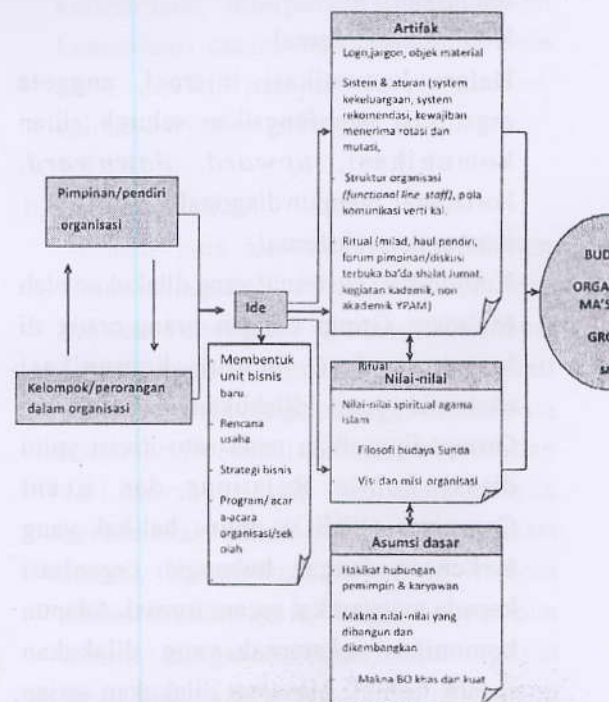 Pimpinan/pendiri
organisasi
Kelompok/perorangan
dalam organisasi
Ide
Membentuk
unit bisnis
baru
Rencana
usaha
Strategi bisnis
Program/acar
a-acara
organisasi/sek
olah
Artifak
Logo,jargon, objek material
Sistem & aturan (system
kekeluargaan, system
rekomendasi, kewajiban
menerima rotasi dan
mutasi,
Struktur organisasi
(functional line staff), pola
komunikasi verti kal.
Ritual (milad, haul pendiri,
forum pimpinan/diskusi
terbuka ba'da shalat Jumat,
kegiatan kademik, non
akademik YPAM)
Ritual
Nilai-nilai
Nilai-nilai spiritual agama
islam
Filosofi budaya Sunda
Visi dan misi organisasi
Asumsi dasar
Hakikat hubungan
pemimpin & karyawan
Makna nilai-nilai yang
dibangun dan
dikembangkan
Makna BO khas dan kuat
BUD
ORGA
MA'S
GRO